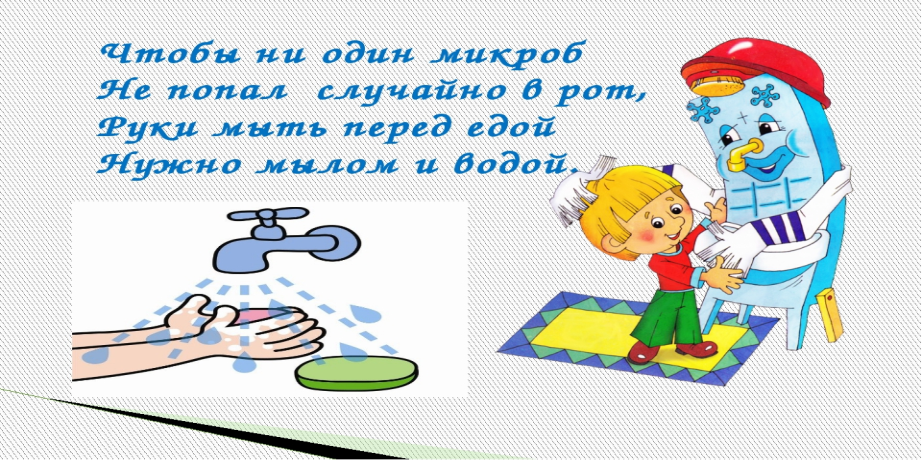 Чтобы ни один микроб
Не попал случайно в рот,
Руки мыть перед едой
Нужно мылом и водой.